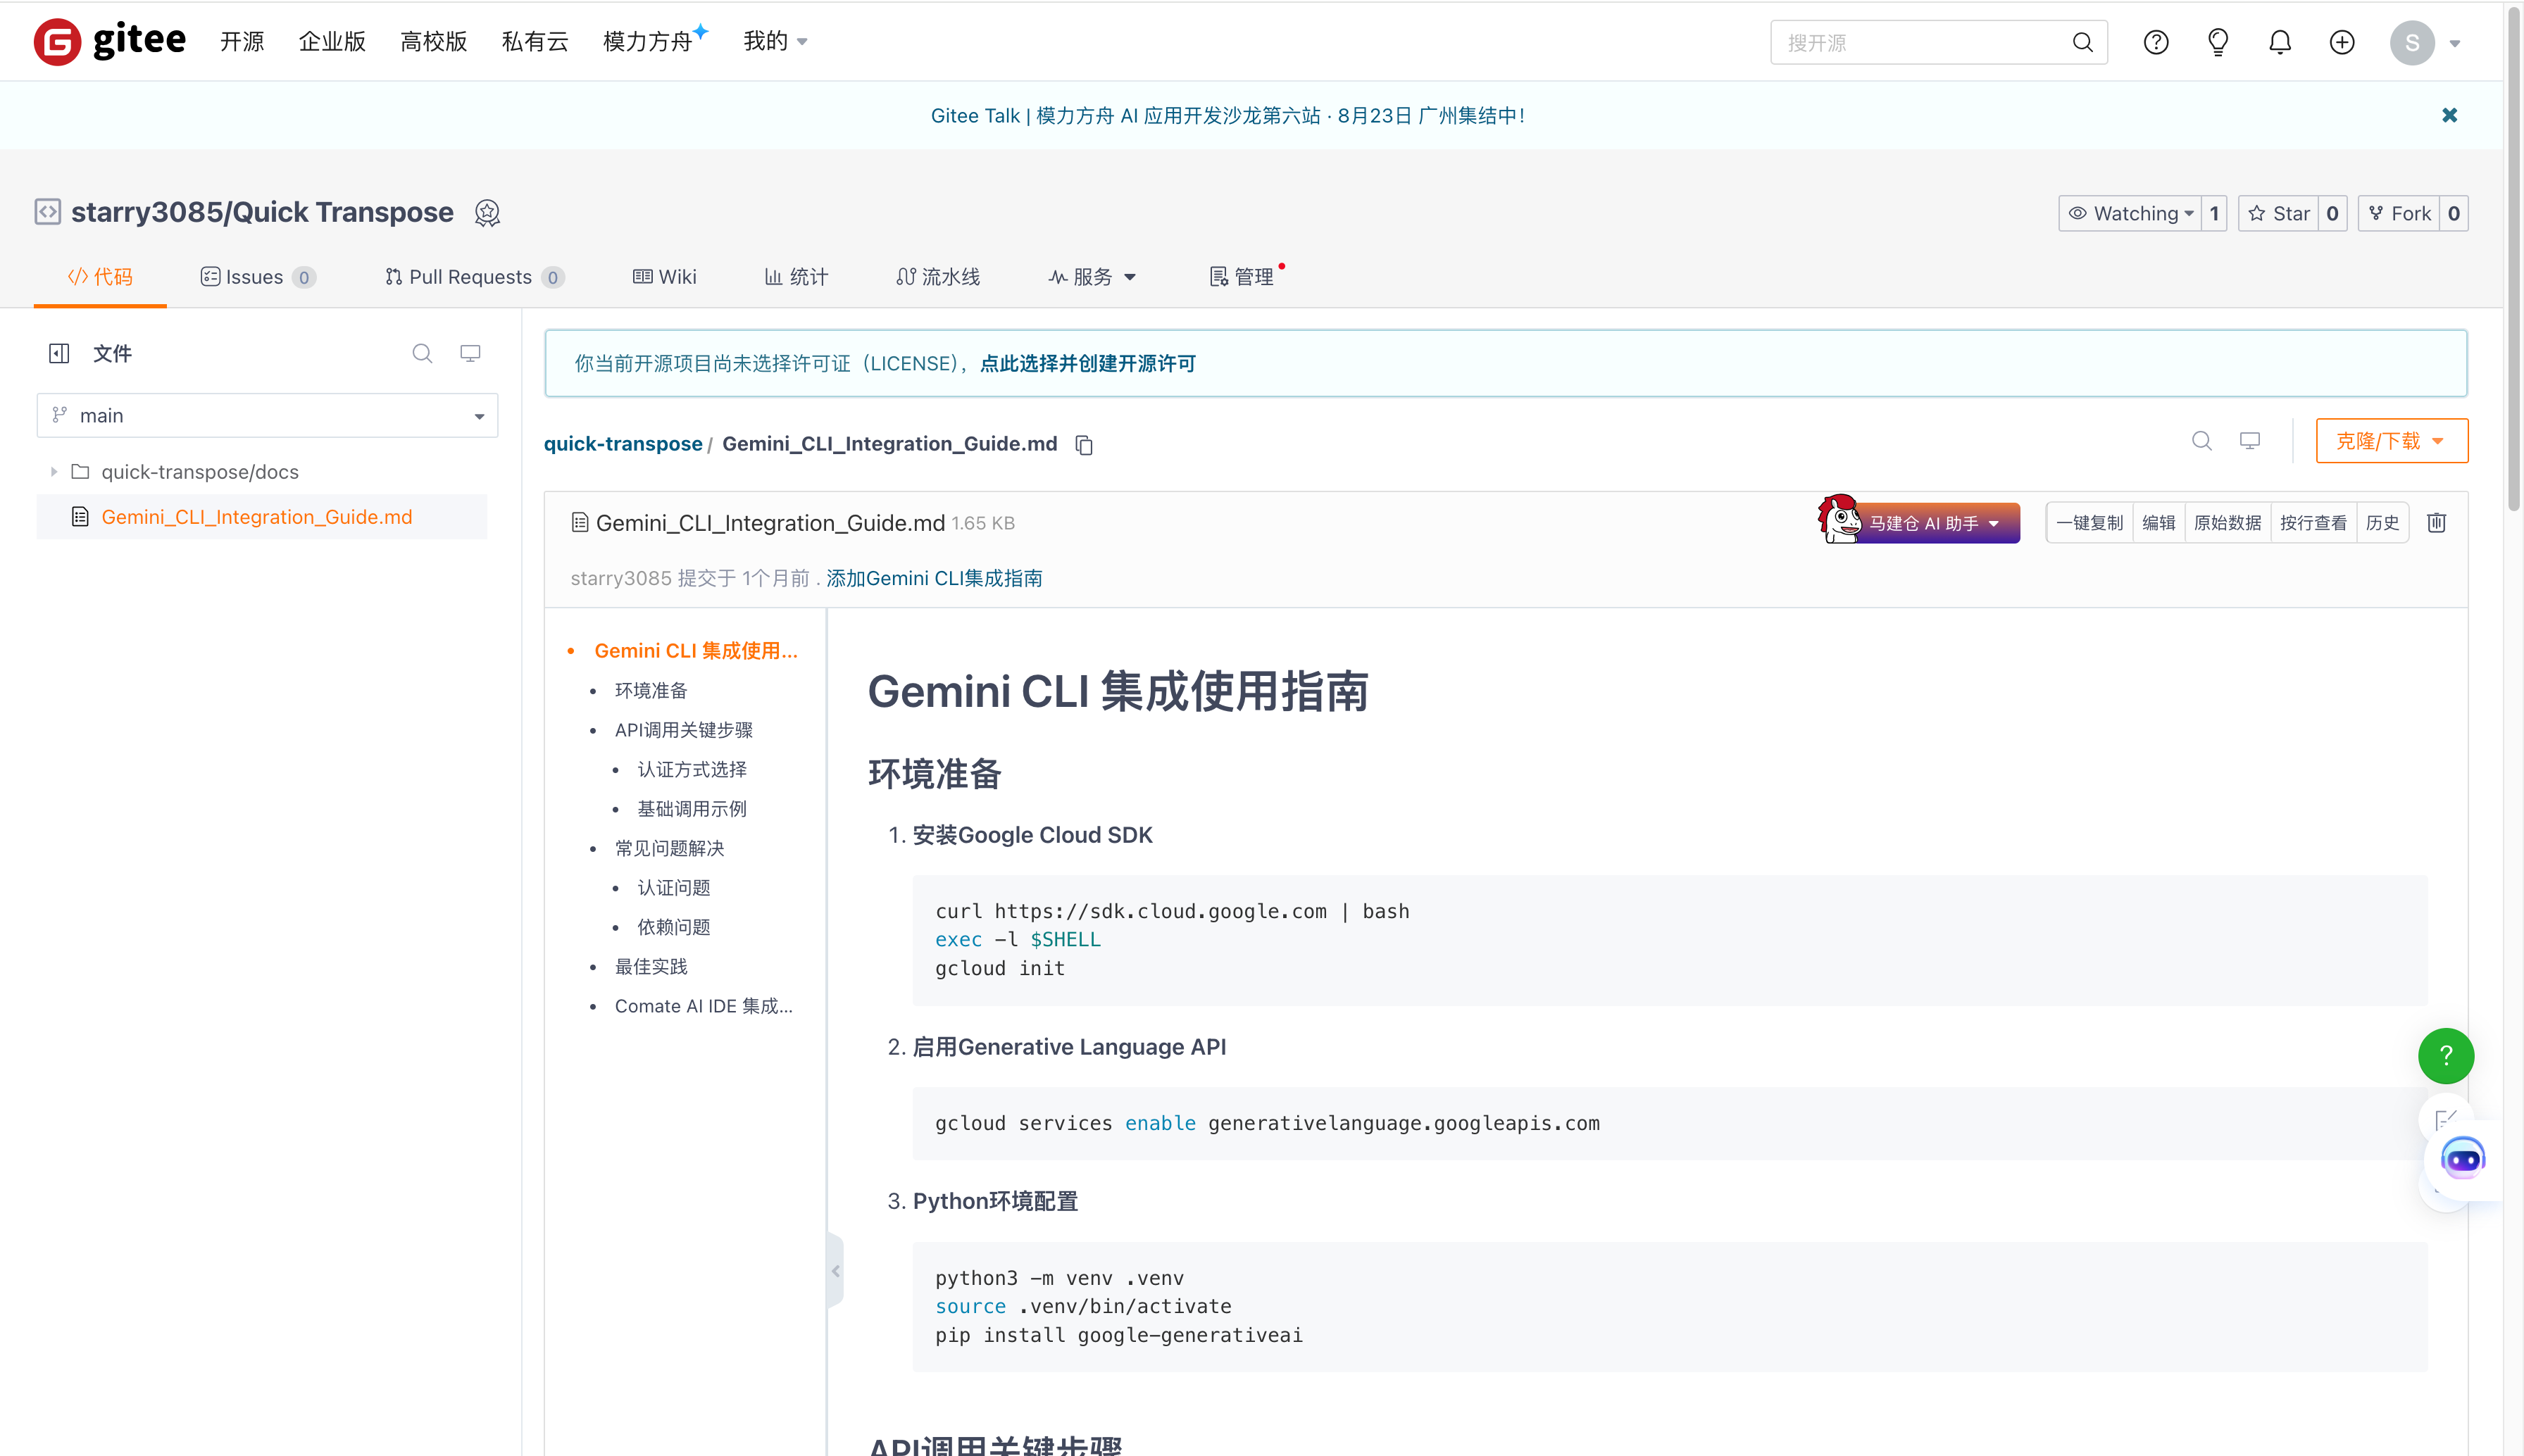 gitee 开源 企业版 高校版 私有云 模力方舟 我的 搜开源 S
Gitee Talk | 模力方舟 AI 应用开发沙龙第六站 · 8月23日 广州集结中!
starry3085/Quick Transpose Watching 1 Star 0 Fork 0
代码 Issues 0 Pull Requests 0 Wiki 统计 流水线 服务 管理
文件
main
quick-transpose/docs
Gemini_CLI_Integration_Guide.md
你当前开源项目尚未选择许可证（LICENSE），点此选择并创建开源许可
quick-transpose / Gemini_CLI_Integration_Guide.md 克隆/下载
Gemini_CLI_Integration_Guide.md 1.65 KB 马建仓 AI 助手 一键复制 编辑 原始数据 按行查看 历史
starry3085 提交于 1个月前 . 添加Gemini CLI集成指南
Gemini CLI 集成使用...
环境准备
API调用关键步骤
认证方式选择
基础调用示例
常见问题解决
认证问题
依赖问题
最佳实践
Comate AI IDE 集成...
Gemini CLI 集成使用指南
环境准备
1. 安装Google Cloud SDK
curl https://sdk.cloud.google.com | bash
exec -l $SHELL
gcloud init
2. 启用Generative Language API
gcloud services enable generativelanguage.googleapis.com
3. Python环境配置
python3 -m venv .venv
source .venv/bin/activate
pip install google-generativeai
API调用关键步骤